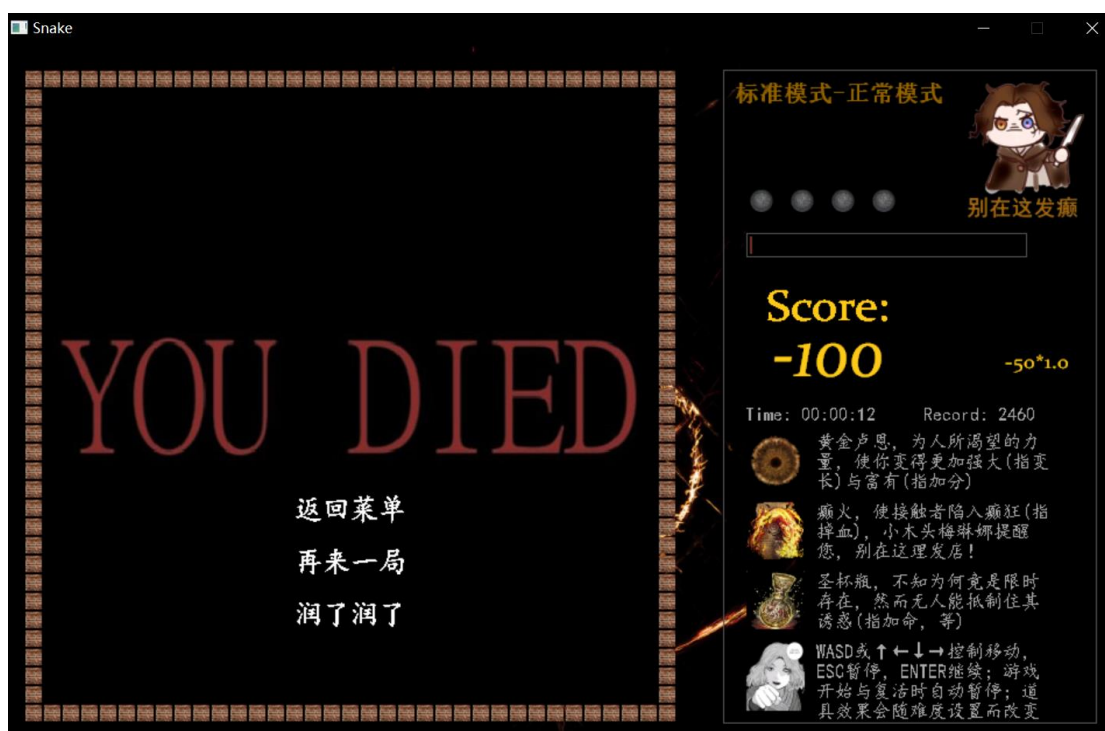 Snake
标准模式-正常模式
别在这发癫
Score:
-100
-50*1.0
Time: 00:00:12
Record: 2460
YOU DIED
返回菜单
再来一局
润了润了
黄金卢恩，为人所渴望的力
量，使你变得更加强大(指变
长)与富有(指加分)
癫火，使接触者陷入癫狂(指
掉血)，小木头梅琳娜提醒
您，别在这理发店！
圣杯瓶，不知为何竟是限时
存在，然而无人能抵制住其
诱惑(指加命，等)
WASD或↑←↓→控制移动，
ESC暂停，ENTER继续；游戏
开始与复活时自动暂停；道
具效果会随难度设置而改变